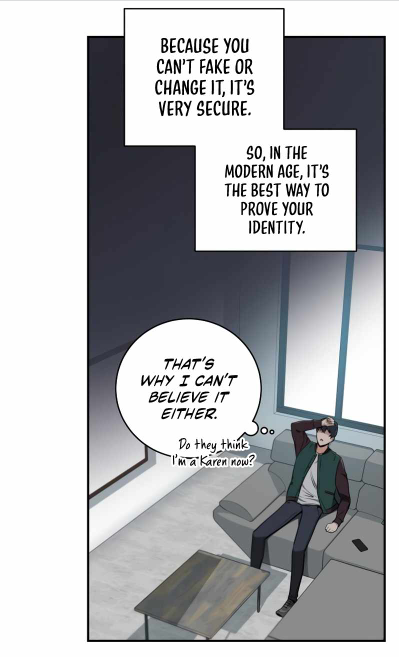 BECAUSE YOU
CAN'T FAKE OR
CHANGE IT, IT'S
VERY SECURE.
SO, IN THE
MODERN AGE, IT'S
THE BEST WAY TO
PROVE YOUR
IDENTITY.
THAT'S
WHY I CAN'T
BELIEVE IT
EITHER.
Do they think
I'm a Karen now?